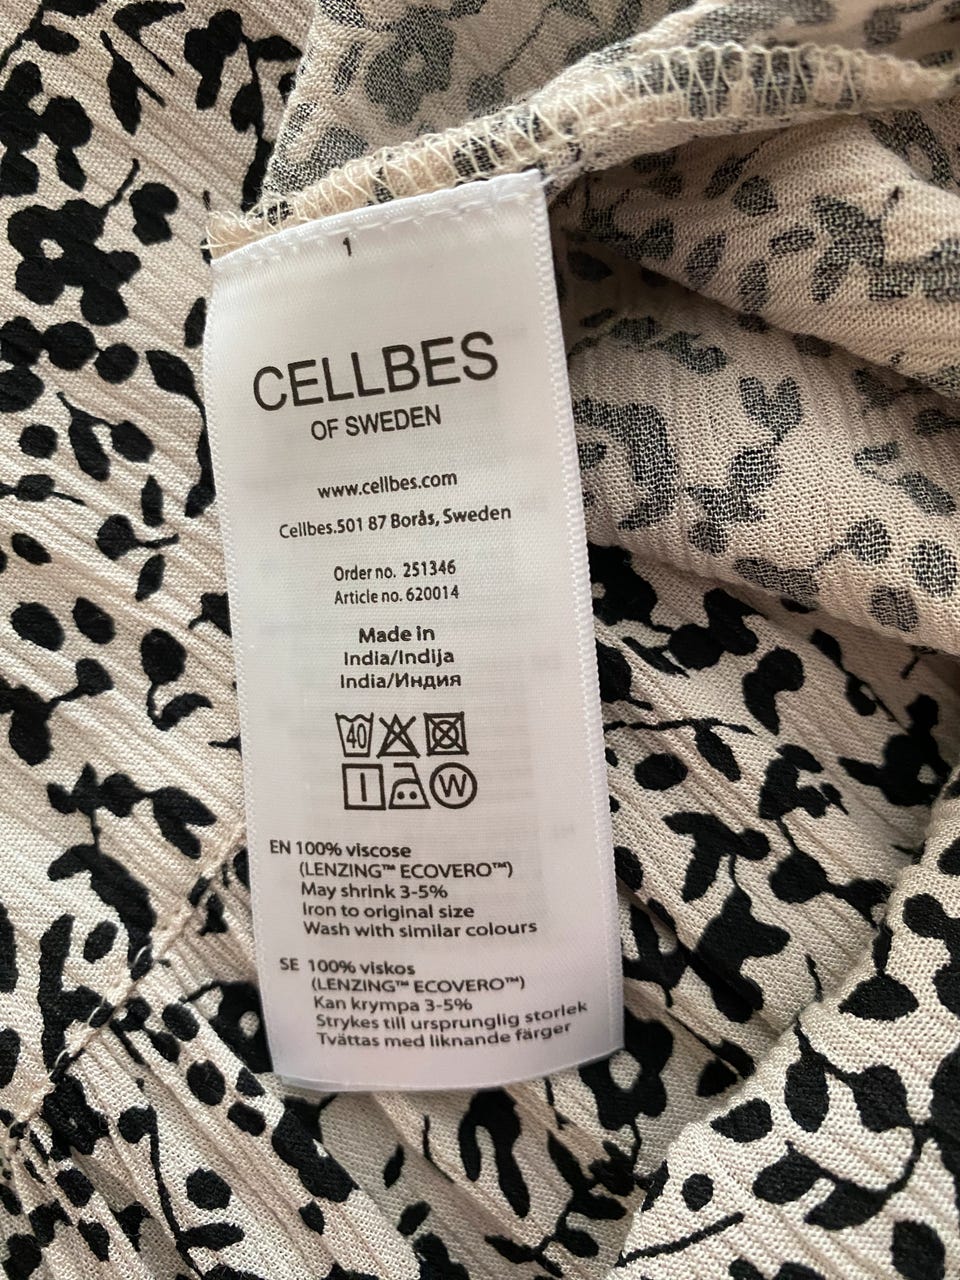 1
CELLBES
OF SWEDEN
www.cellbes.com
Cellbes.501 87 Borås, Sweden
Order no. 251346
Article no. 620014
Made in
India/Indija
India/Индия
40
I W
EN 100% viscose
(LENZING™ ECOVERO™)
May shrink 3-5%
Iron to original size
Wash with similar colours
SE 100% viskos
(LENZING™ ECOVERO™)
Kan krympa 3-5%
Strykes till ursprunglig storlek
Tvättas med liknande färger